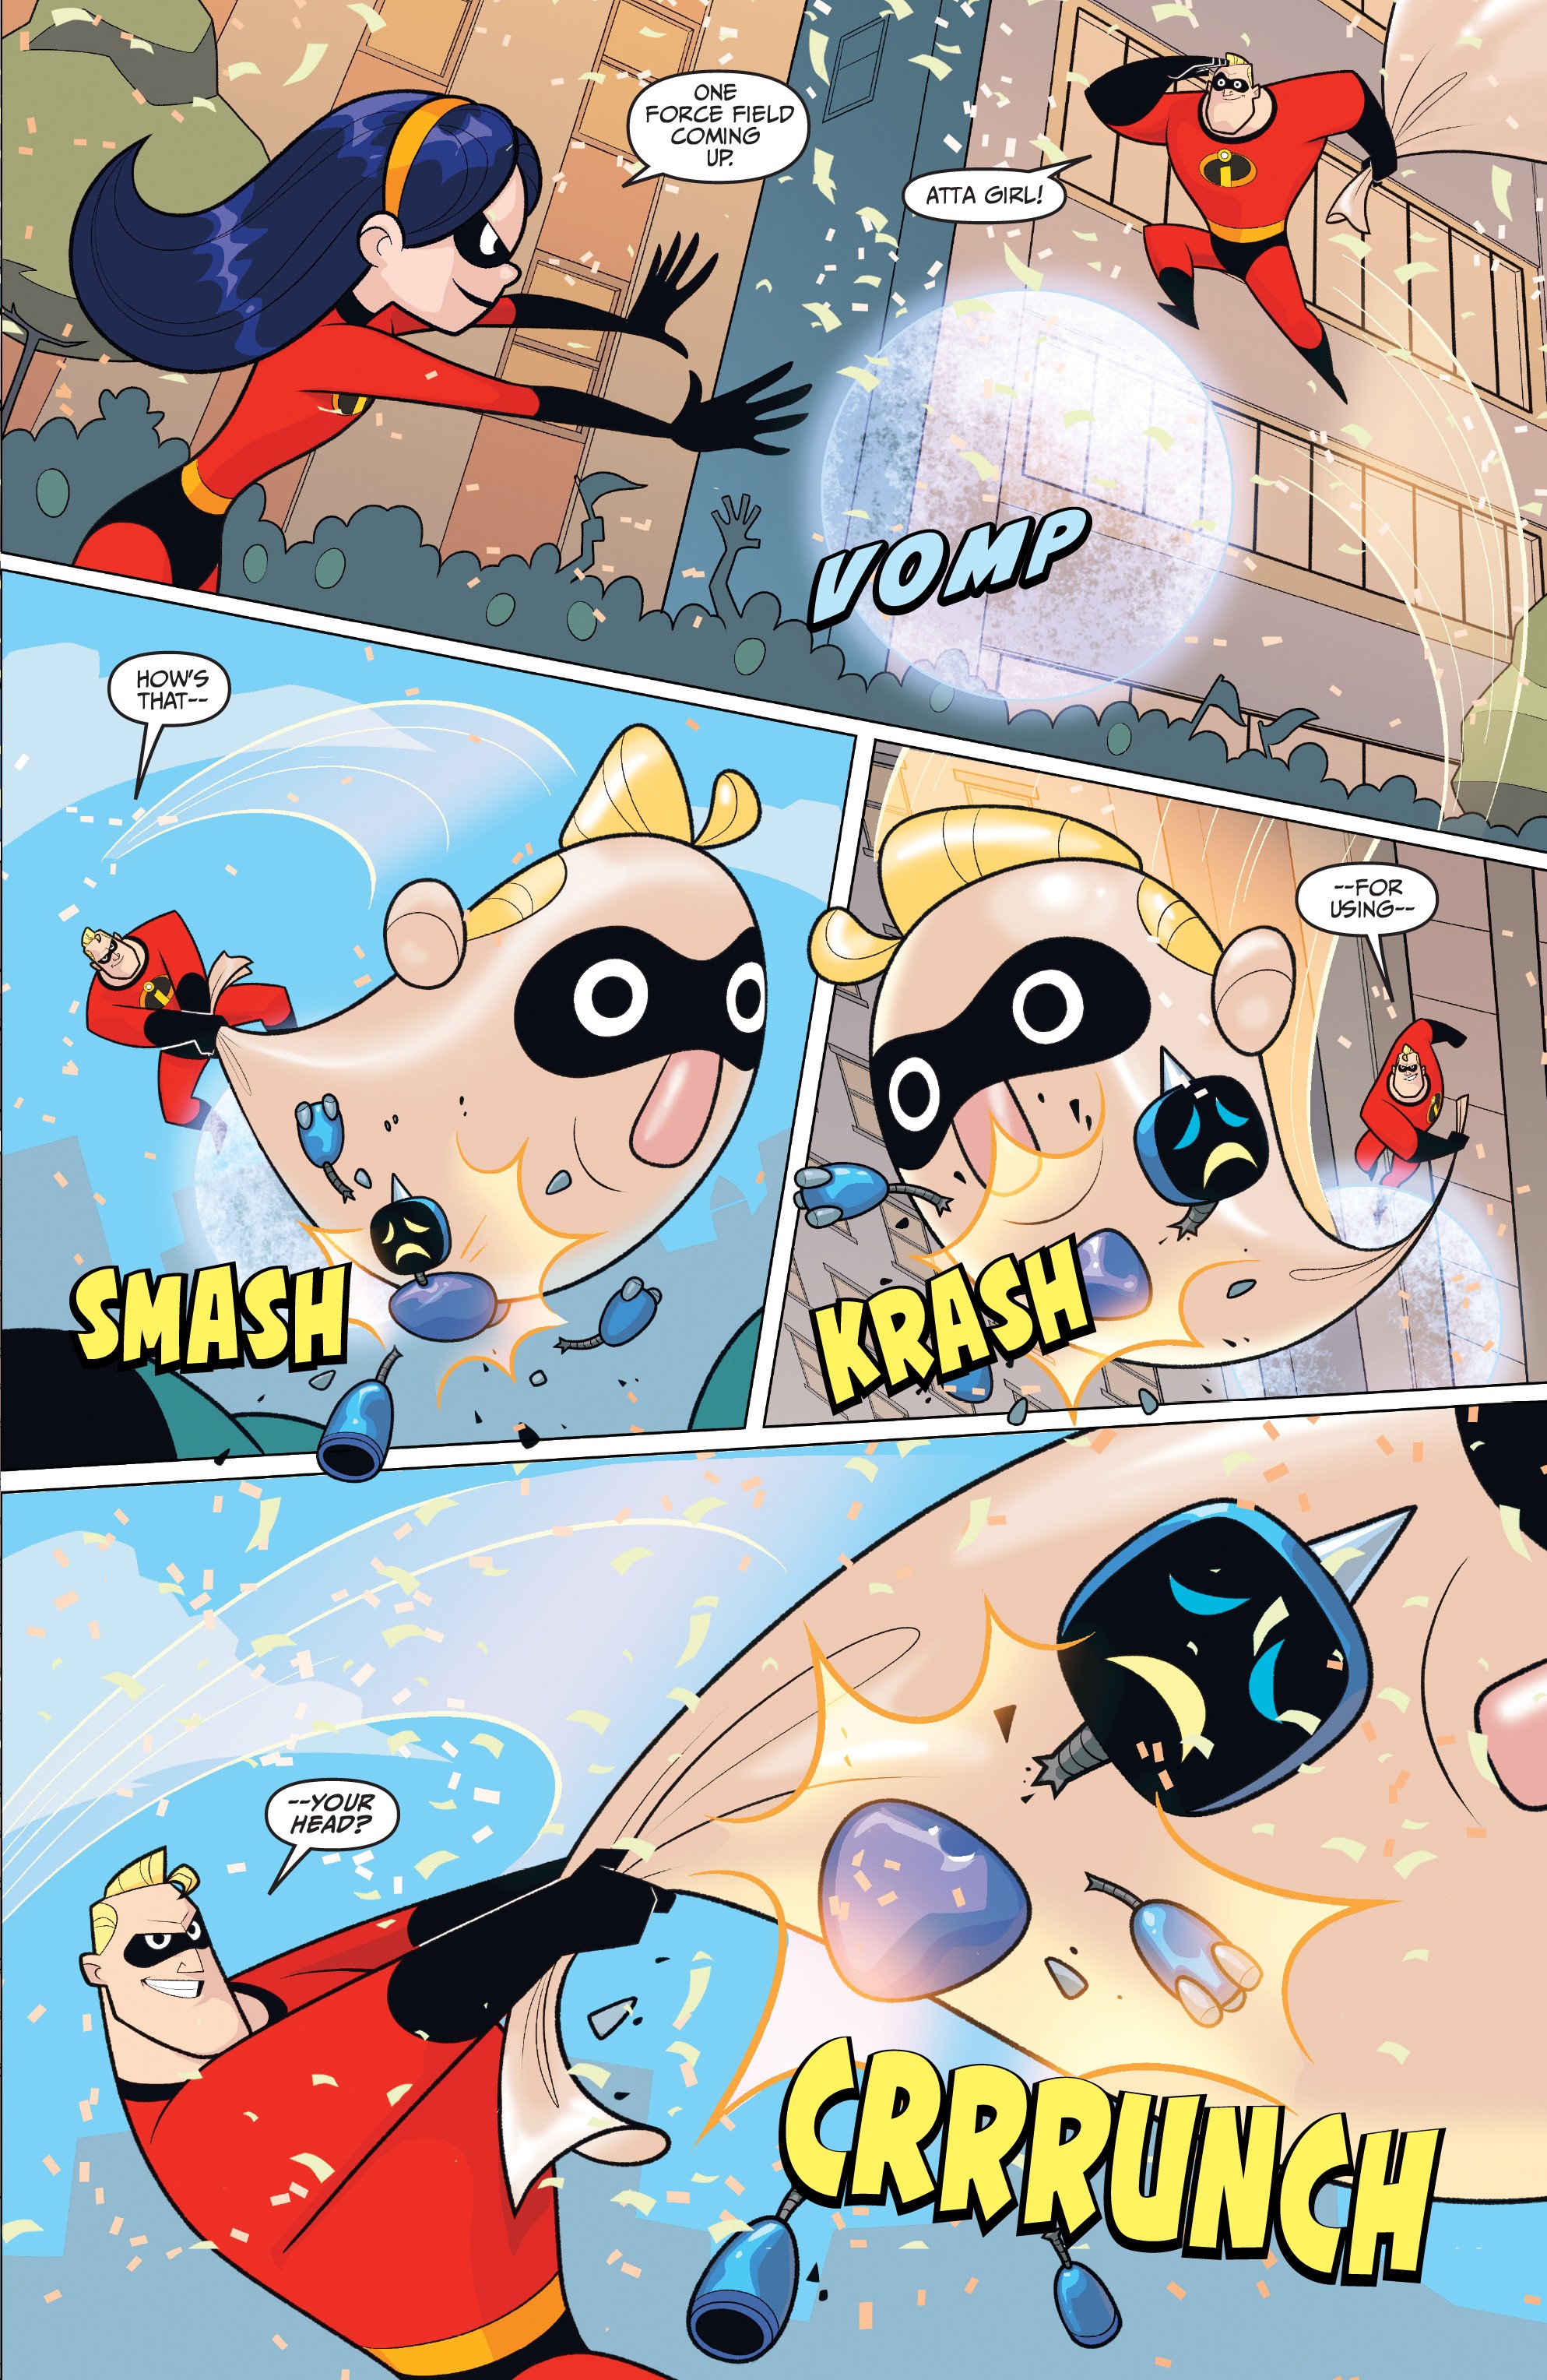 ONE
FORCE FIELD
COMING
UP.
ATTA GIRL!
VOMP
HOW'S
THAT--
SMASH
--FOR
USING--
KRASH
--YOUR
HEAD?
CRRRUNCH